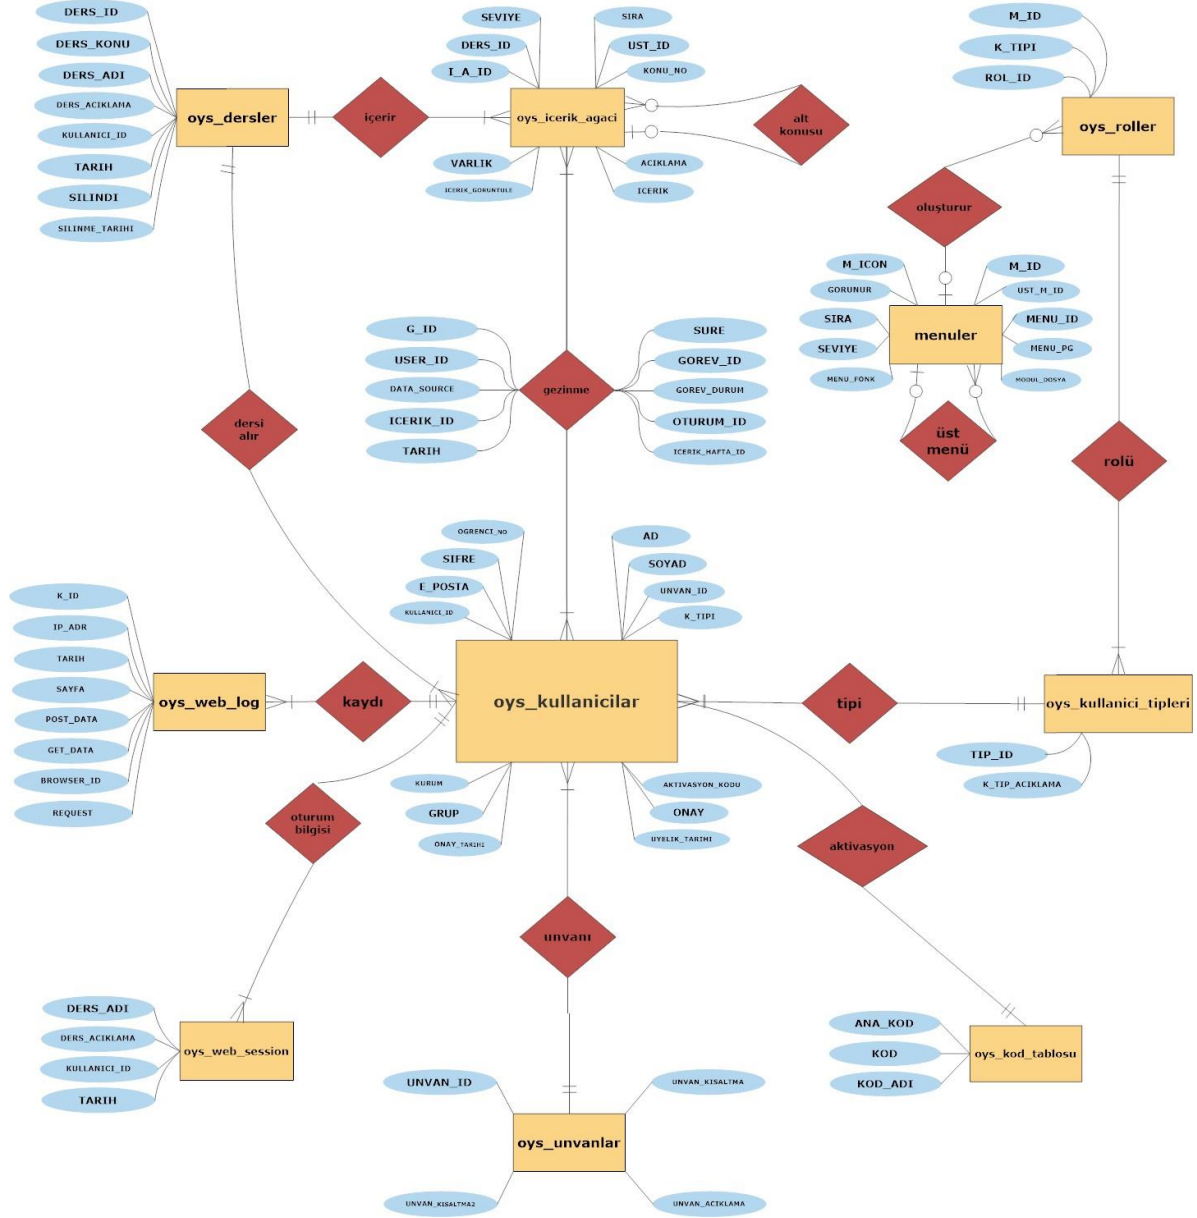 DERS_ID
DERS_KONU
DERS_ADI
DERS_ACIKLAMA
KULLANICI_ID
TARIH
SILINDI
SILINME_TARIHI
oys_dersler
içerir
SEVIYE
DERS_ID
I_A_ID
SIRA
UST_ID
KONU_NO
oys_icerik_agaci
VARLIK
ICERIK_GORUNTULE
ACIKLAMA
ICERIK
alt
konusu
M_ID
K_TIPI
ROL_ID
oys_roller
oluşturur
M_ICON
GORUNUR
SIRA
SEVIYE
MENU_FONK
M_ID
UST_M_ID
MENU_ID
MENU_PG
MODUL_DOSYA
menuler
üst
menü
rolü
G_ID
USER_ID
DATA_SOURCE
ICERIK_ID
TARIH
gezinme
SURE
GOREV_ID
GOREV_DURUM
OTURUM_ID
ICERIK_HAFTA_ID
dersi
alır
OGRENCI_NO
SIFRE
E_POSTA
KULLANICI_ID
AD
SOYAD
UNVAN_ID
K_TIPI
oys_kullanicilar
KURUM
GRUP
ONAY_TARIHI
AKTIVASYON_KODU
ONAY
UYELIK_TARIHI
K_ID
IP_ADR
TARIH
SAYFA
POST_DATA
GET_DATA
BROWSER_ID
REQUEST
oys_web_log
kaydı
tipi
oys_kullanici_tipleri
TIP_ID
K_TIP_ACIKLAMA
oturum
bilgisi
aktivasyon
unvanı
DERS_ADI
DERS_ACIKLAMA
KULLANICI_ID
TARIH
oys_web_session
ANA_KOD
KOD
KOD_ADI
oys_kod_tablosu
UNVAN_ID
UNVAN_KISALTMA
oys_unvanlar
UNVAN_KISALTMA2
UNVAN_ACIKLAMA